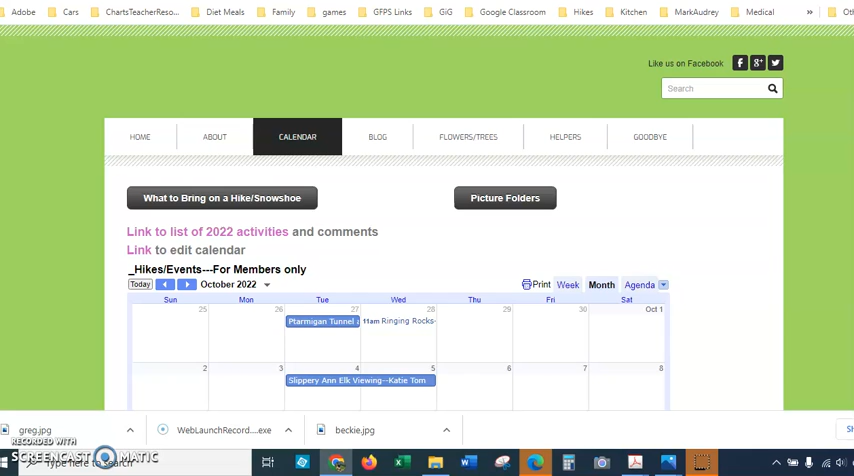 Adobe Cars ChartsTeacherReso... Diet Meals Family games GFPS Links GiG Google Classroom Hikes Kitchen MarkAudrey Medical » Oth
Like us on Facebook
Search
HOME ABOUT CALENDAR BLOG FLOWERS/TREES HELPERS GOODBYE
What to Bring on a Hike/Snowshoe Picture Folders
Link to list of 2022 activities and comments
Link to edit calendar
_Hikes/Events---For Members only
Today October 2022 Print Week Month Agenda
Sun Mon Tue Wed Thu Fri Sat
25 26 27 28 29 30 Oct 1
Ptarmigan Tunnel 11am Ringing Rocks
2 3 4 5 6 7 8
Slippery Ann Elk Viewing--Katie Tom
greg.jpg WebLaunchRecord....exe beckie.jpg Sh
RECORDED WITH
SCREENCAST MATIC
Type here to search